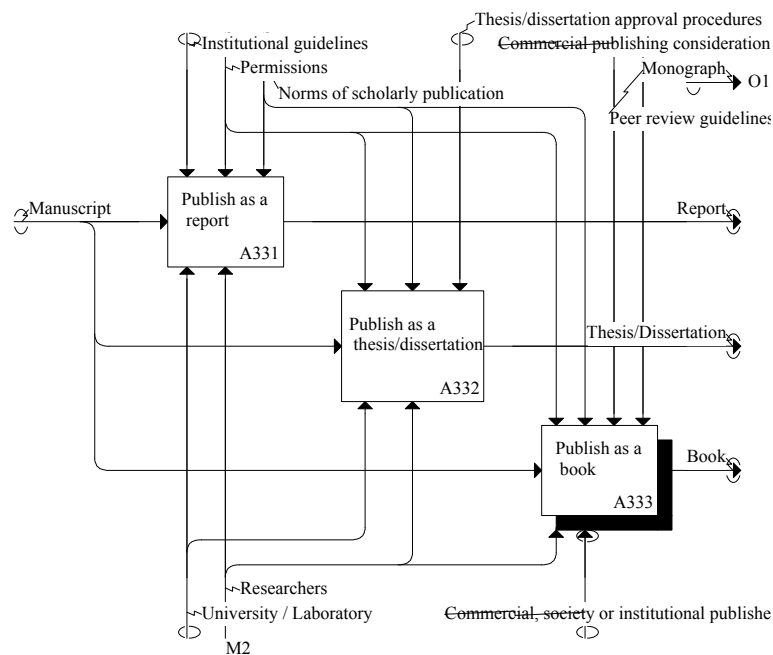 Thesis/dissertation approval procedures
Institutional guidelines
Commercial publishing consideration
Permissions
Monograph
O1
Norms of scholarly publication
Peer review guidelines
Publish as a
report
A331
Manuscript
Report
Publish as a
thesis/dissertation
A332
Thesis/Dissertation
Publish as a
book
A333
Book
Researchers
University / Laboratory
Commercial, society or institutional publishe
M2